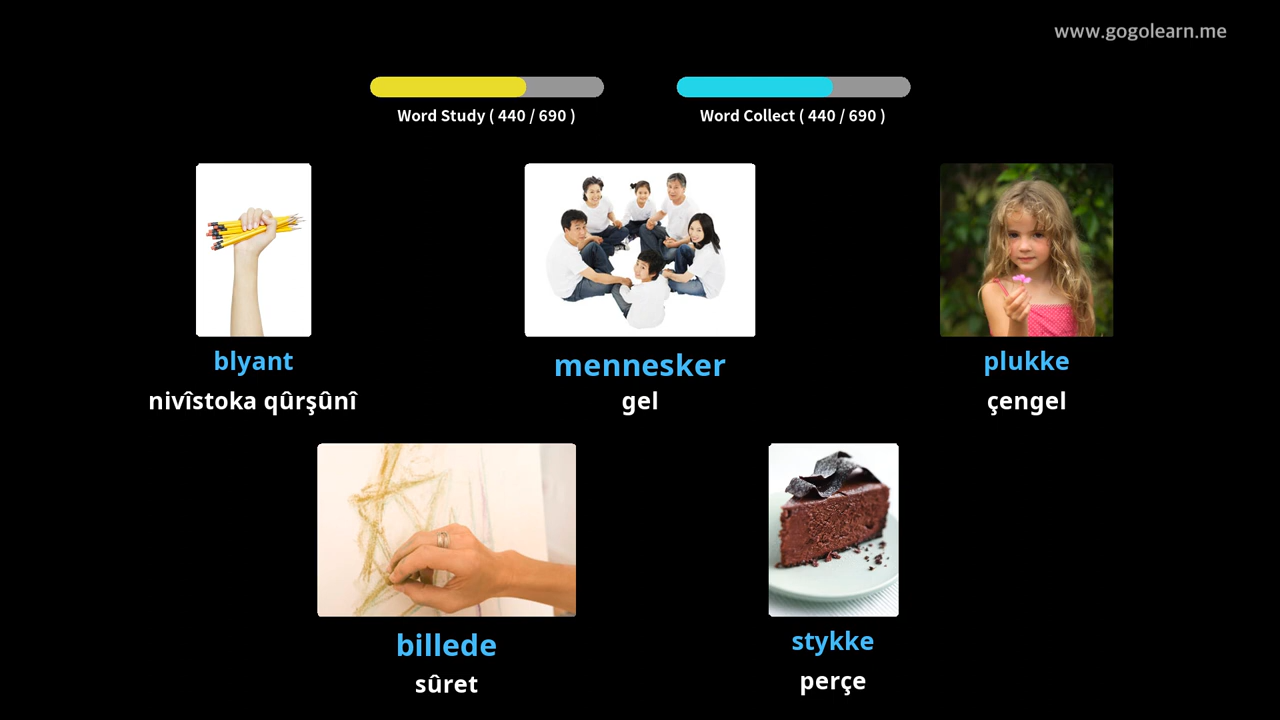 www.gogolearn.me
Word Study ( 440 / 690 )
Word Collect ( 440 / 690 )
blyant
nivîstoka qûrşûnî
mennesker
gel
plukke
çengel
billede
sûret
stykke
perçe